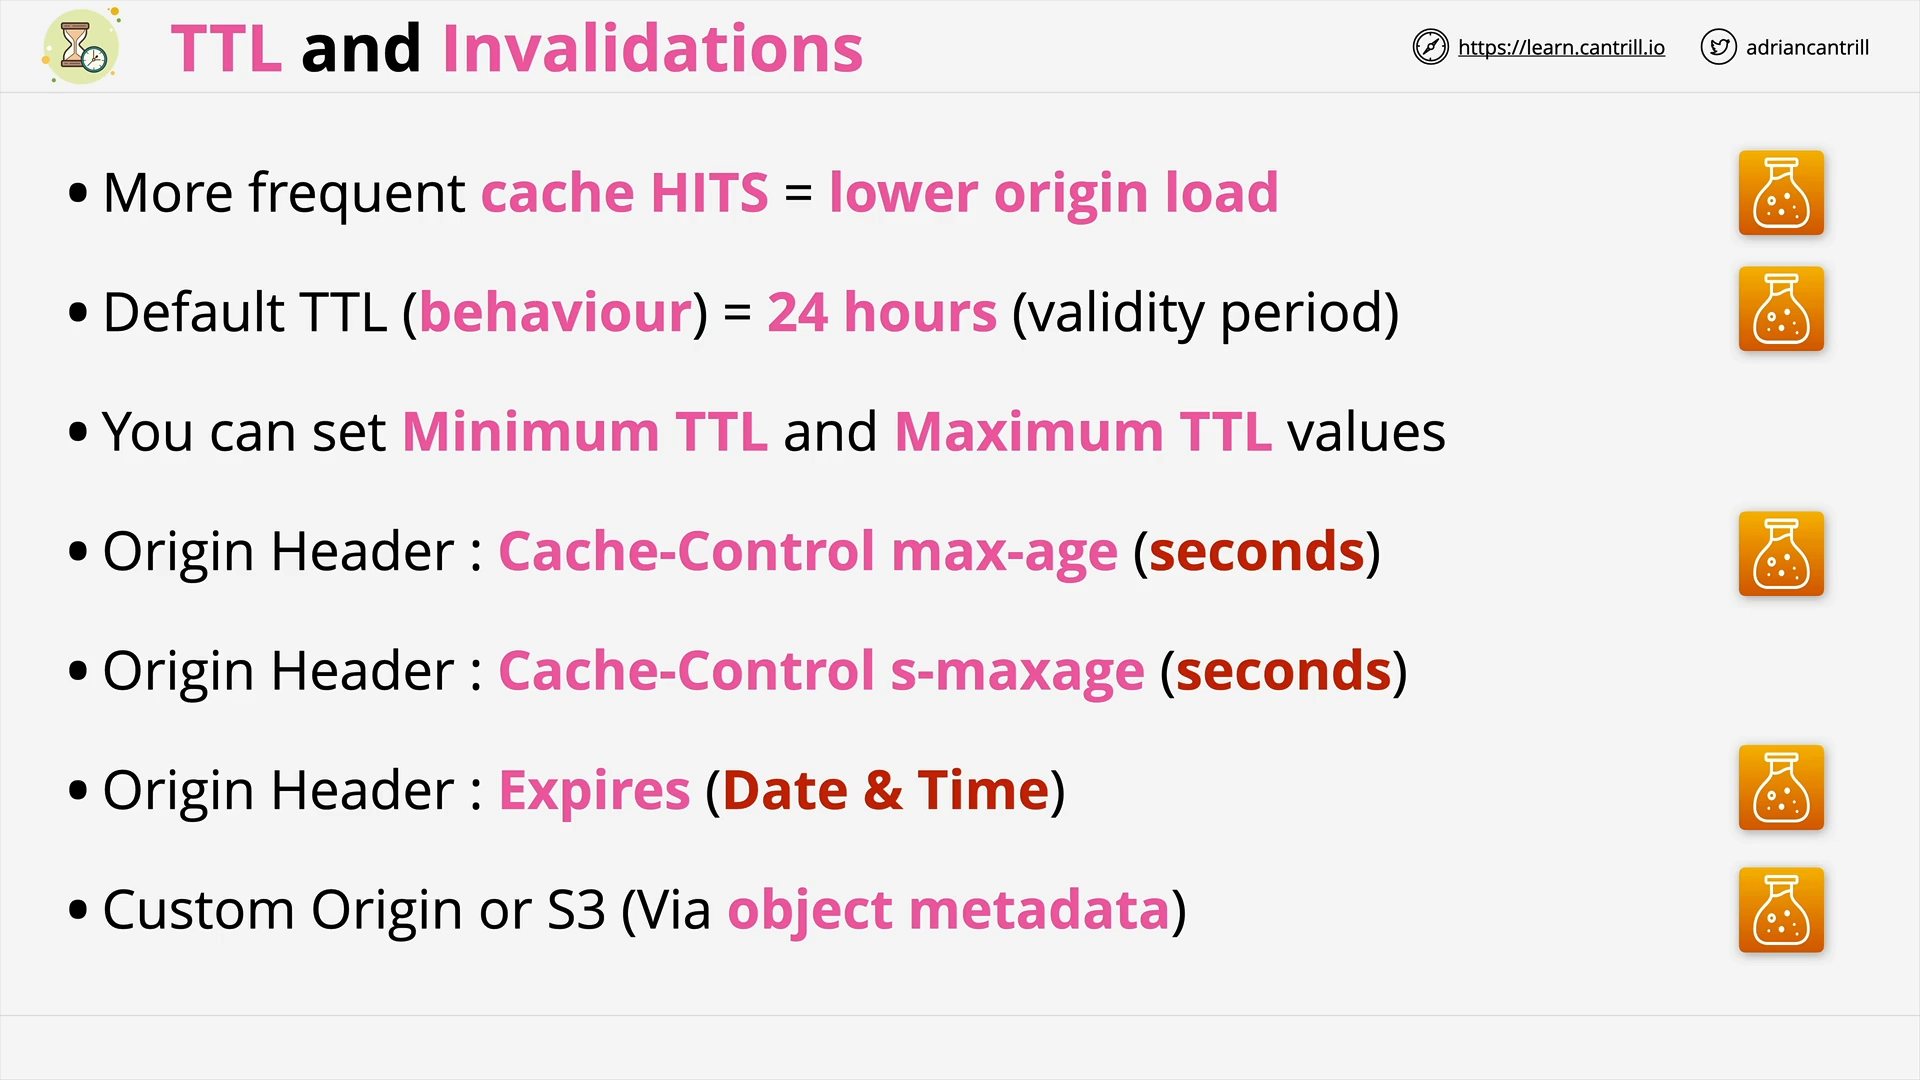 TTL and Invalidations
https://learn.cantrill.io
adriancantrill
• More frequent cache HITS = lower origin load
• Default TTL (behaviour) = 24 hours (validity period)
• You can set Minimum TTL and Maximum TTL values
• Origin Header : Cache-Control max-age (seconds)
• Origin Header : Cache-Control s-maxage (seconds)
• Origin Header : Expires (Date & Time)
• Custom Origin or S3 (Via object metadata)